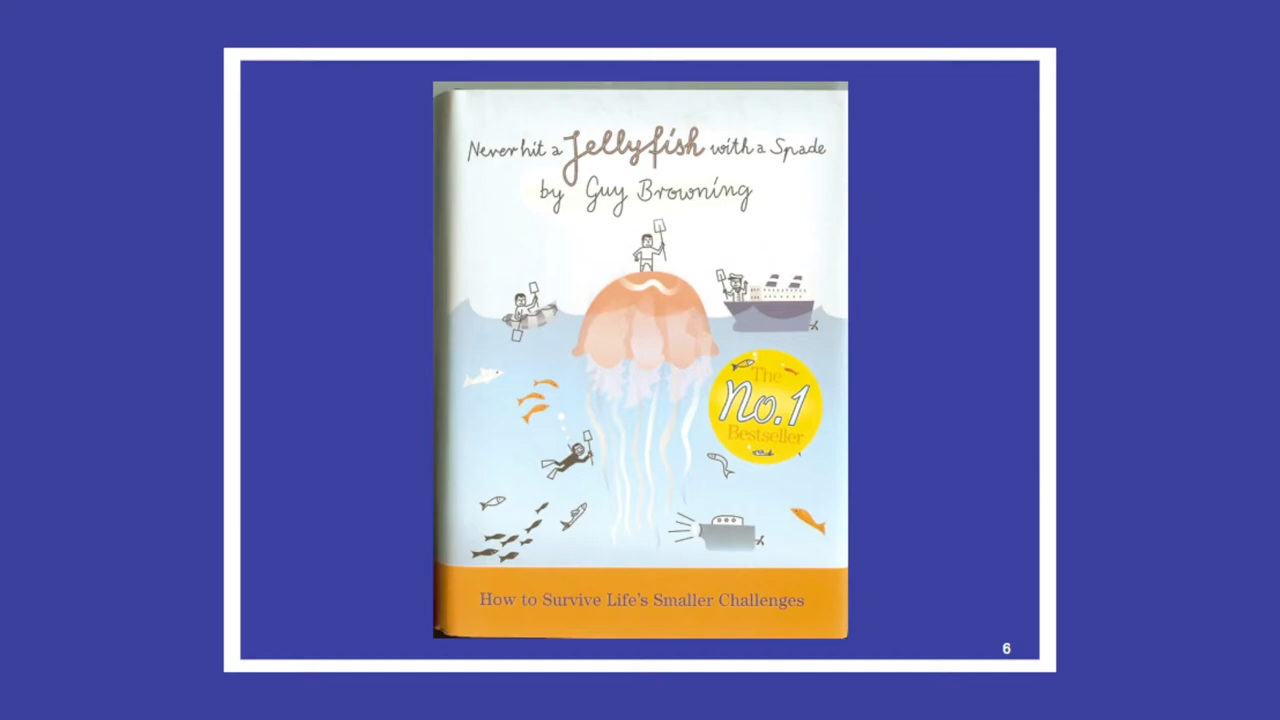 Never hit a Jellyfish with a Spade
by Guy Browning
The
No.1
Bestseller
How to Survive Life's Smaller Challenges
6